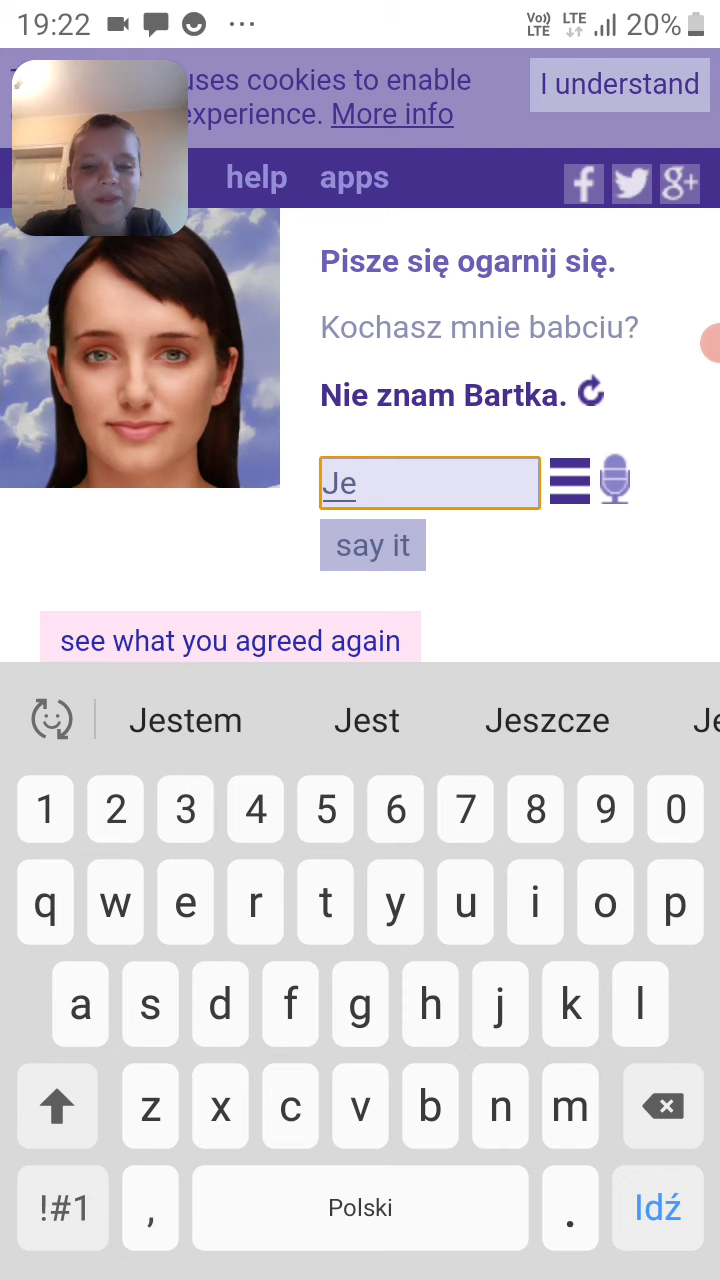 19:22 ... Vo)) LTE LTE 20%
uses cookies to enable
experience. More info
I understand
help apps
f g+
Pisze się ogarnij się.
Kochasz mnie babciu?
Nie znam Bartka.
Je
say it
see what you agreed again
Jestem Jest Jeszcze Je
1 2 3 4 5 6 7 8 9 0
q w e r t y u i o p
a s d f g h j k l
z x c v b n m
!#1 , Polski . Idź